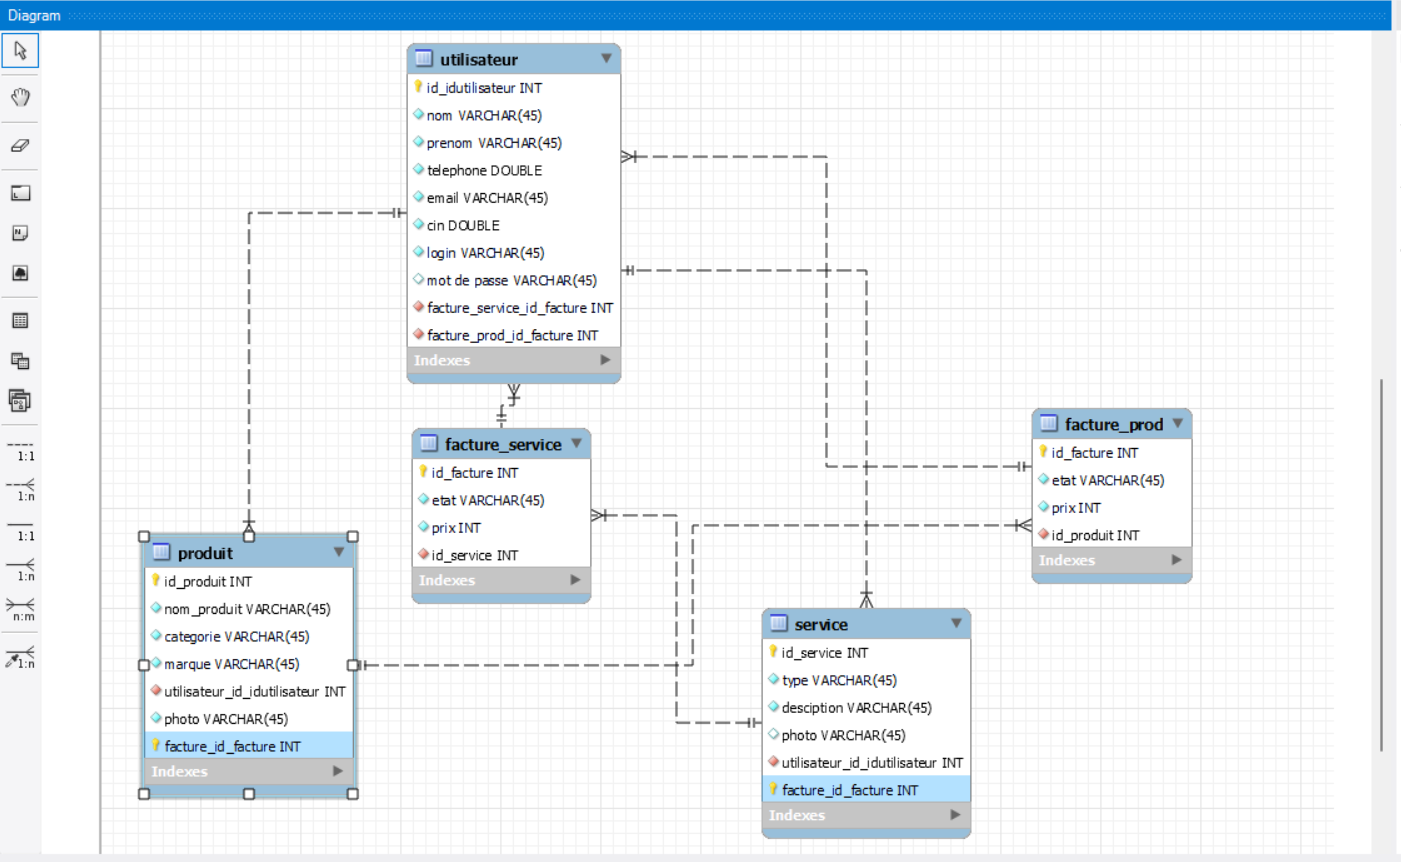 Diagram
utilisateur
id_idutilisateur INT
nom VARCHAR(45)
prenom VARCHAR(45)
telephone DOUBLE
email VARCHAR(45)
cin DOUBLE
login VARCHAR(45)
mot de passe VARCHAR(45)
facture_service_id_facture INT
facture_prod_id_facture INT
Indexes
facture_service
id_facture INT
etat VARCHAR(45)
prix INT
id_service INT
Indexes
facture_prod
id_facture INT
etat VARCHAR(45)
prix INT
id_produit INT
Indexes
produit
id_produit INT
nom_produit VARCHAR(45)
categorie VARCHAR(45)
marque VARCHAR(45)
utilisateur_id_idutilisateur INT
photo VARCHAR(45)
facture_id_facture INT
Indexes
service
id_service INT
type VARCHAR(45)
desciption VARCHAR(45)
photo VARCHAR(45)
utilisateur_id_idutilisateur INT
facture_id_facture INT
Indexes
1:1
1:n
1:1
1:n
n:m
1:n